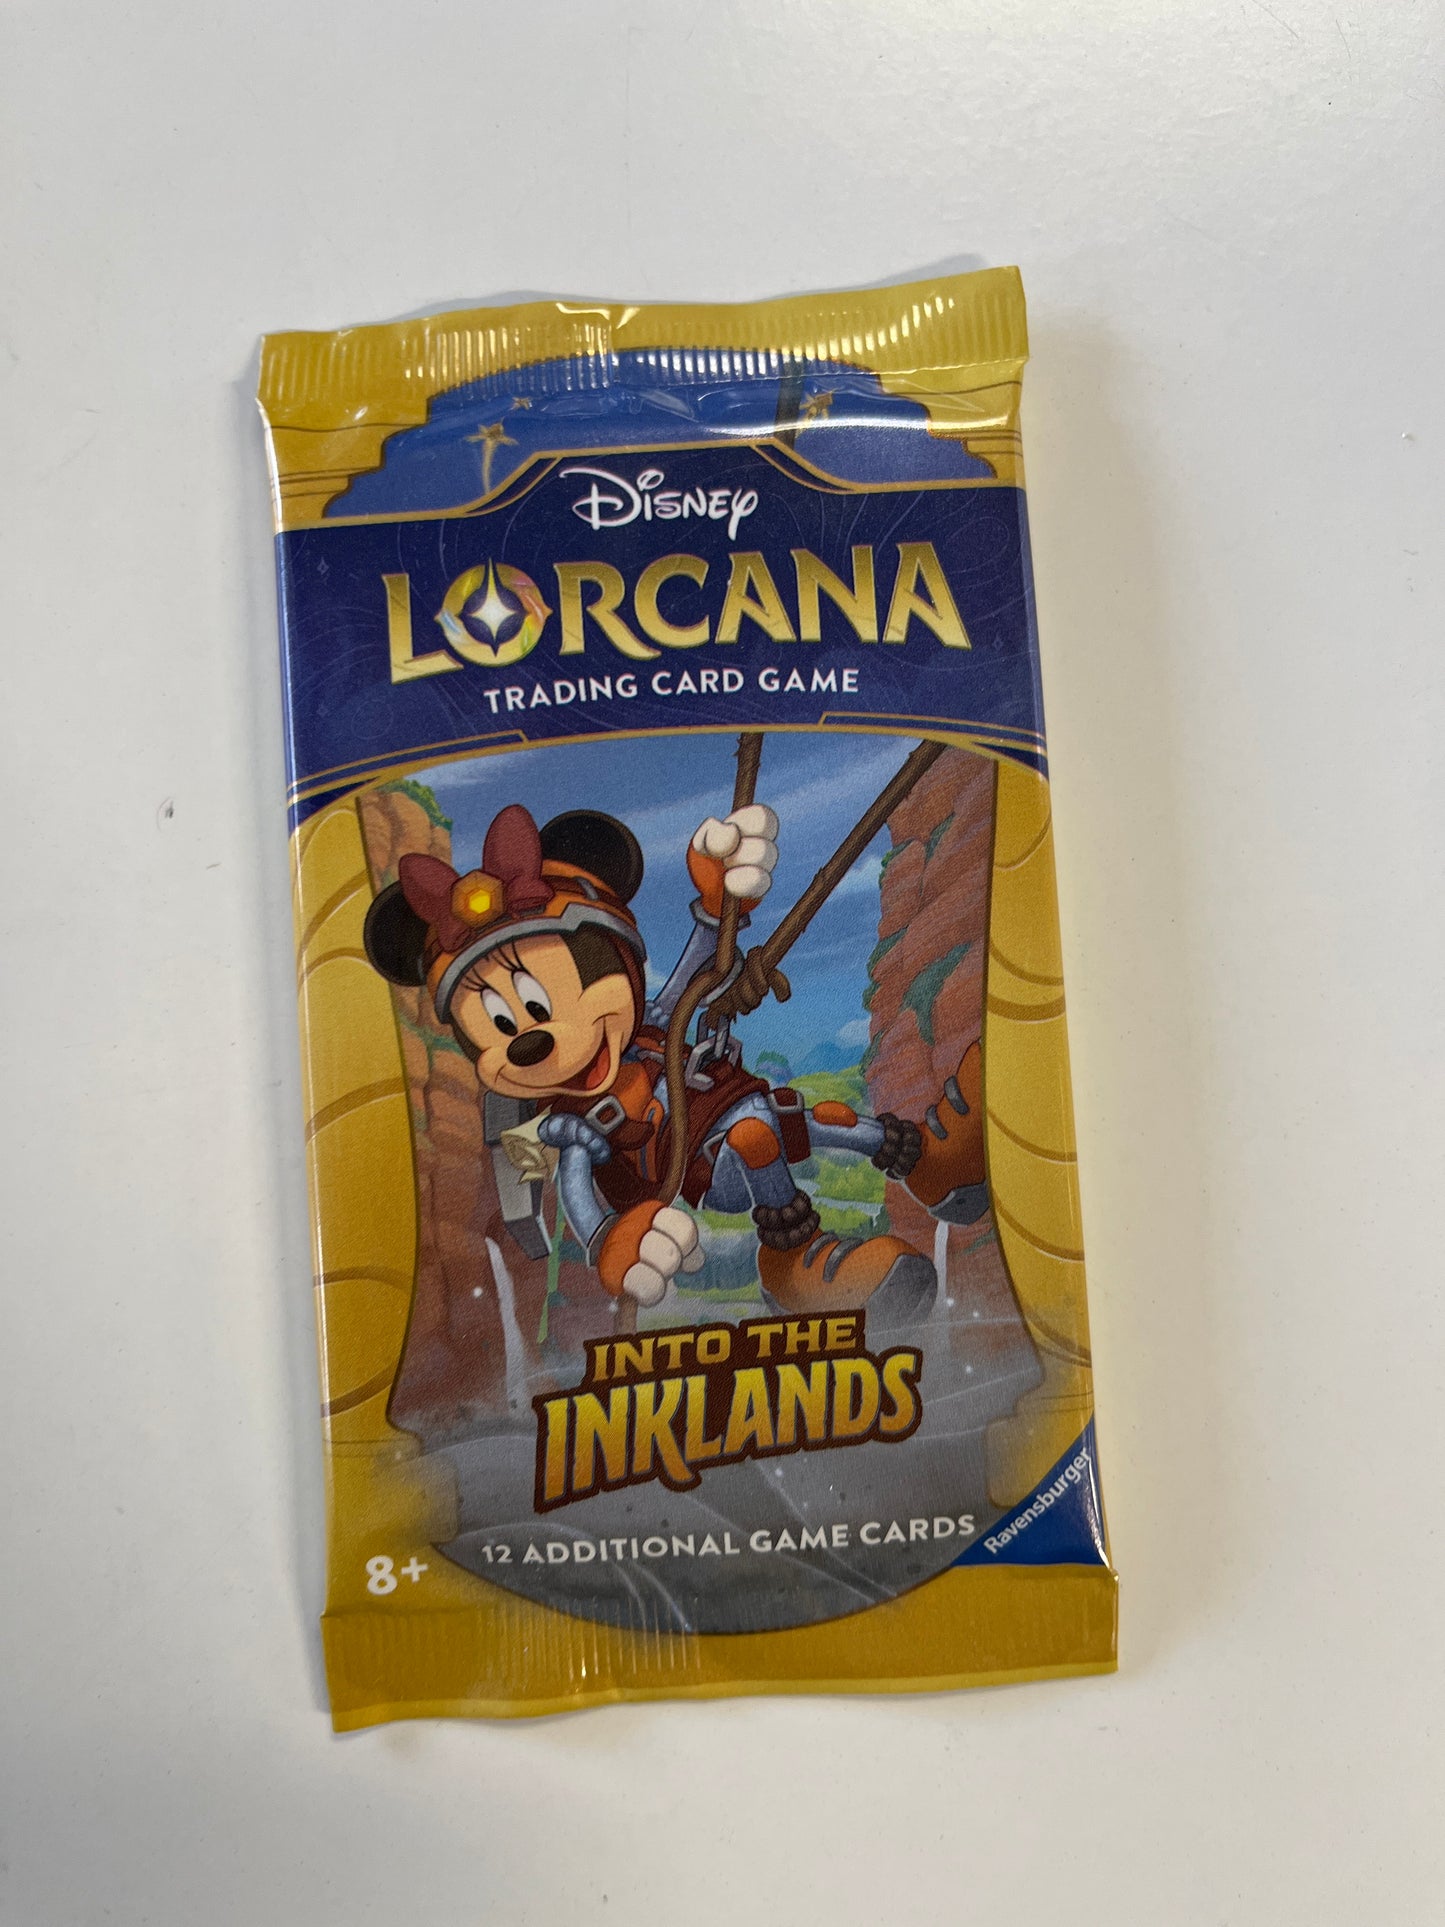 Disney
LORCANA
TRADING CARD GAME
INTO THE
INKLANDS
12 ADDITIONAL GAME CARDS
8+
Ravensburger